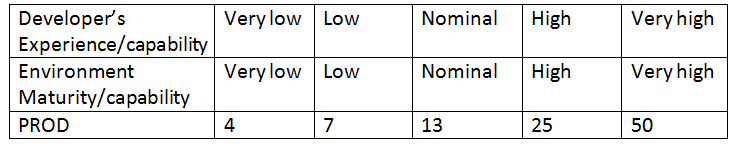 Developer’s Experience/capability Very low Low Nominal High Very high
Environment Maturity/capability Very low Low Nominal High Very high
PROD 4 7 13 25 50